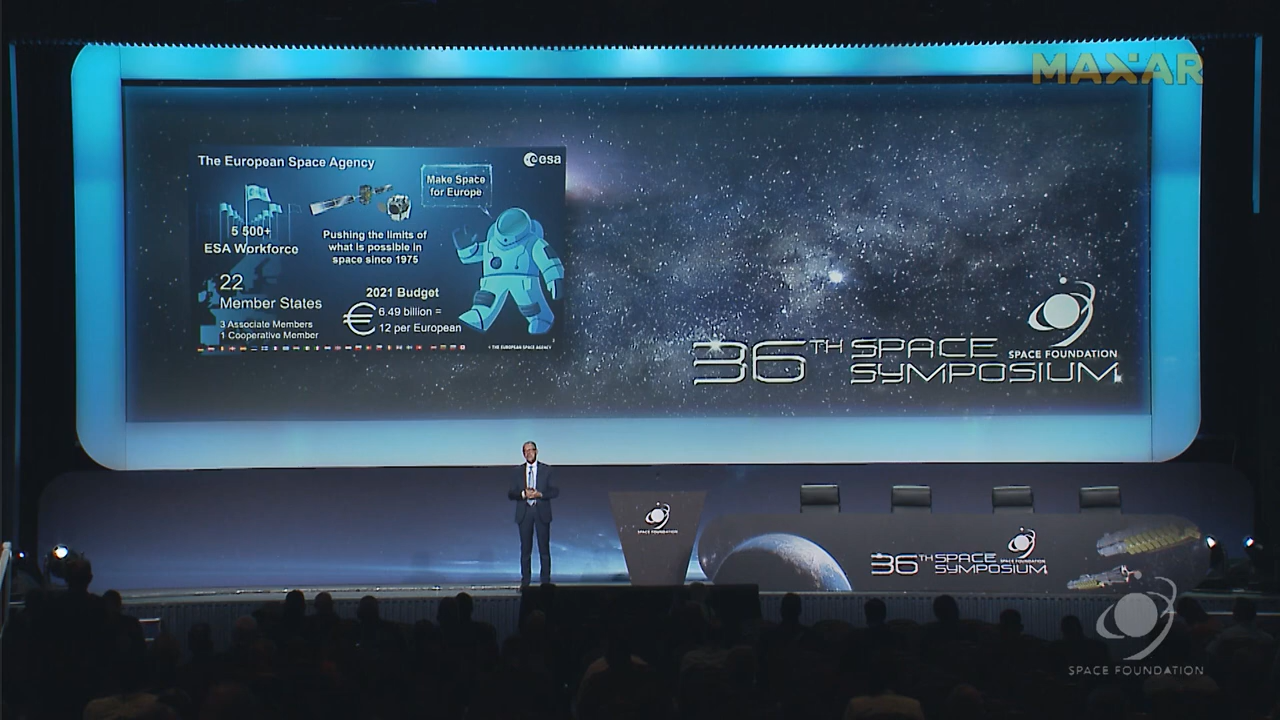 MAXAR
The European Space Agency
esa
Make Space
for Europe
5 500+
ESA Workforce
Pushing the limits of
what is possible in
space since 1975
22
Member States
3 Associate Members
1 Cooperative Member
2021 Budget
€ 6.49 billion =
12 per European
• THE EUROPEAN SPACE AGENCY
36TH SPACE
SYMPOSIUM
SPACE FOUNDATION
SPACE FOUNDATION
36TH SPACE
SYMPOSIUM
SPACE FOUNDATION
SPACE FOUNDATION